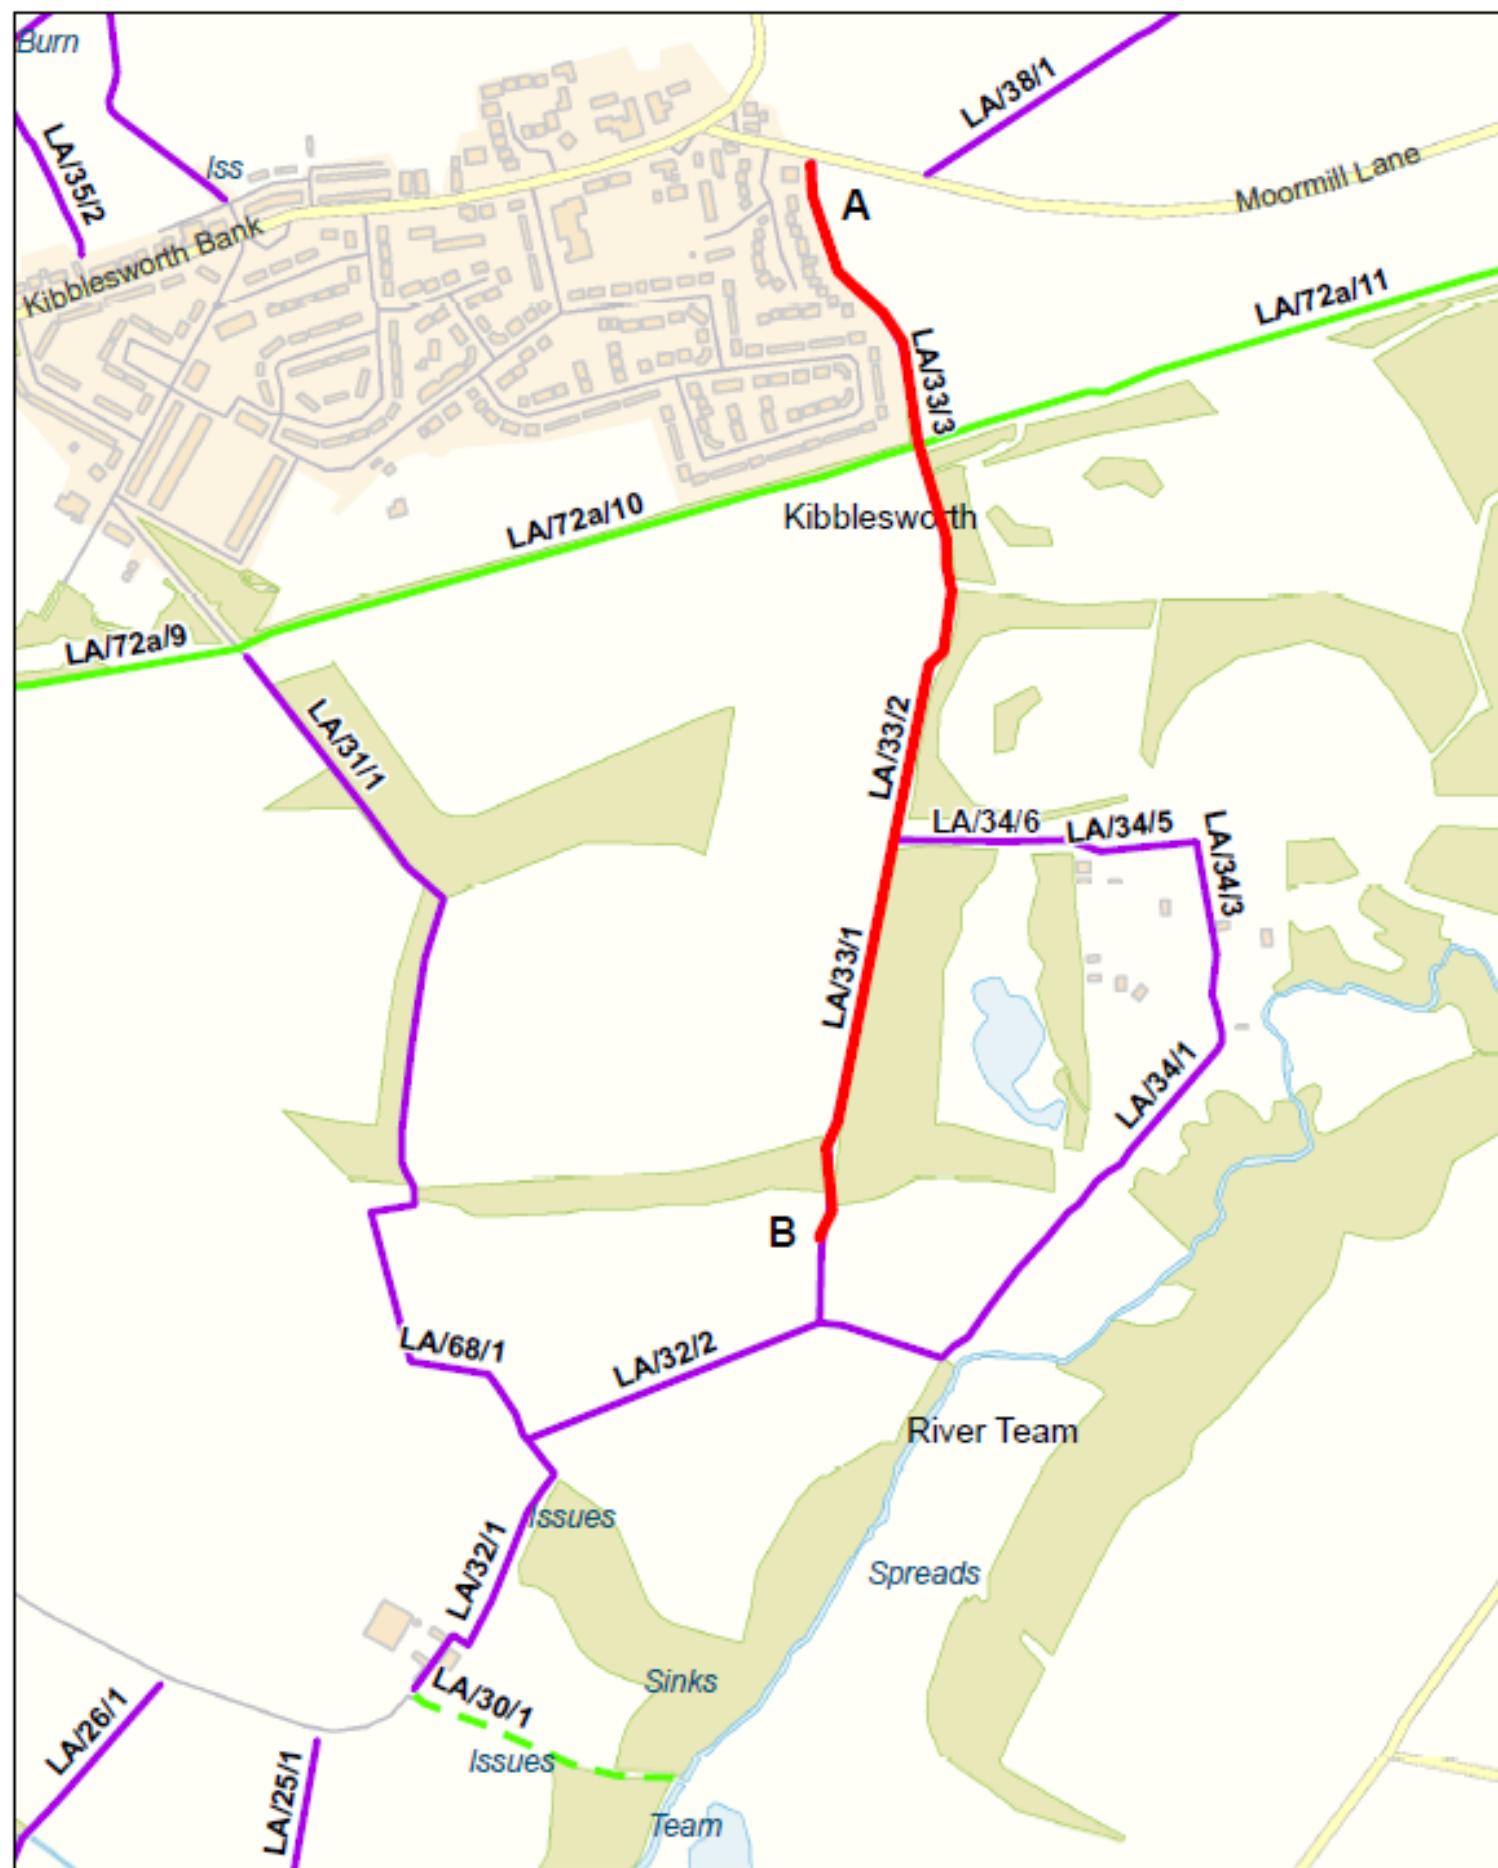 Burn
LA/38/1
LA/35/2
Iss
Moormill Lane
A
Kibblesworth Bank
LA/72a/11
LA/33/3
LA/72a/10
Kibblesworth
LA/72a/9
LA/31/1
LA/33/2
LA/34/6
LA/34/5
LA/34/3
LA/33/1
LA/34/1
B
LA/68/1
LA/32/2
River Team
Issues
LA/32/1
Spreads
Sinks
LA/30/1
LA/26/1
Issues
LA/25/1
Team